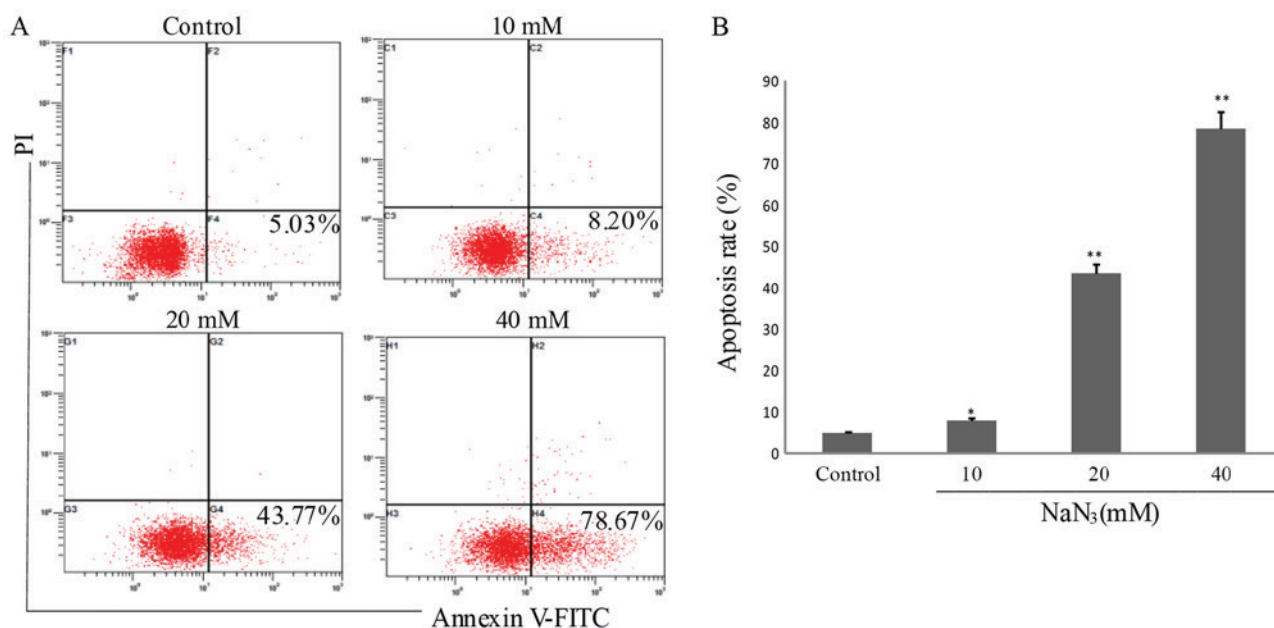 A
B
Control
10 mM
F1
F2
F3
F4
5.03%
C1
C2
C3
C4
8.20%
PI
20 mM
40 mM
G1
G2
G3
G4
43.77%
H1
H2
H3
H4
78.67%
Annexin V-FITC
Apoptosis rate (%)
90
80
70
60
50
40
30
20
10
0
*
**
**
Control
10
20
40
NaN₃(mM)